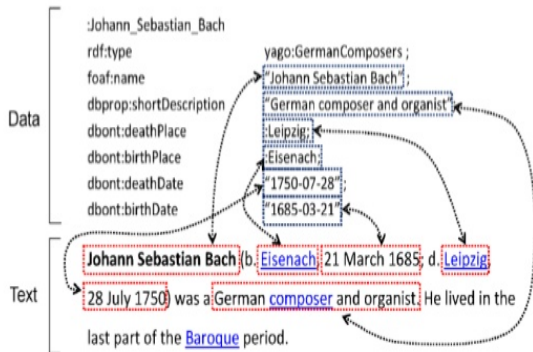 :Johann_Sebastian_Bach
rdf:type yago:GermanComposers ;
foaf:name "Johann Sebastian Bach" ;
dbprop:shortDescription "German composer and organist"
Data
dbont:deathPlace :Leipzig;
dbont:birthPlace :Eisenach;
dbont:deathDate "1750-07-28" ;
dbont:birthDate "1685-03-21"
Johann Sebastian Bach (b. Eisenach, 21 March 1685, d. Leipzig,
Text
28 July 1750) was a German composer and organist. He lived in the
last part of the Baroque period.